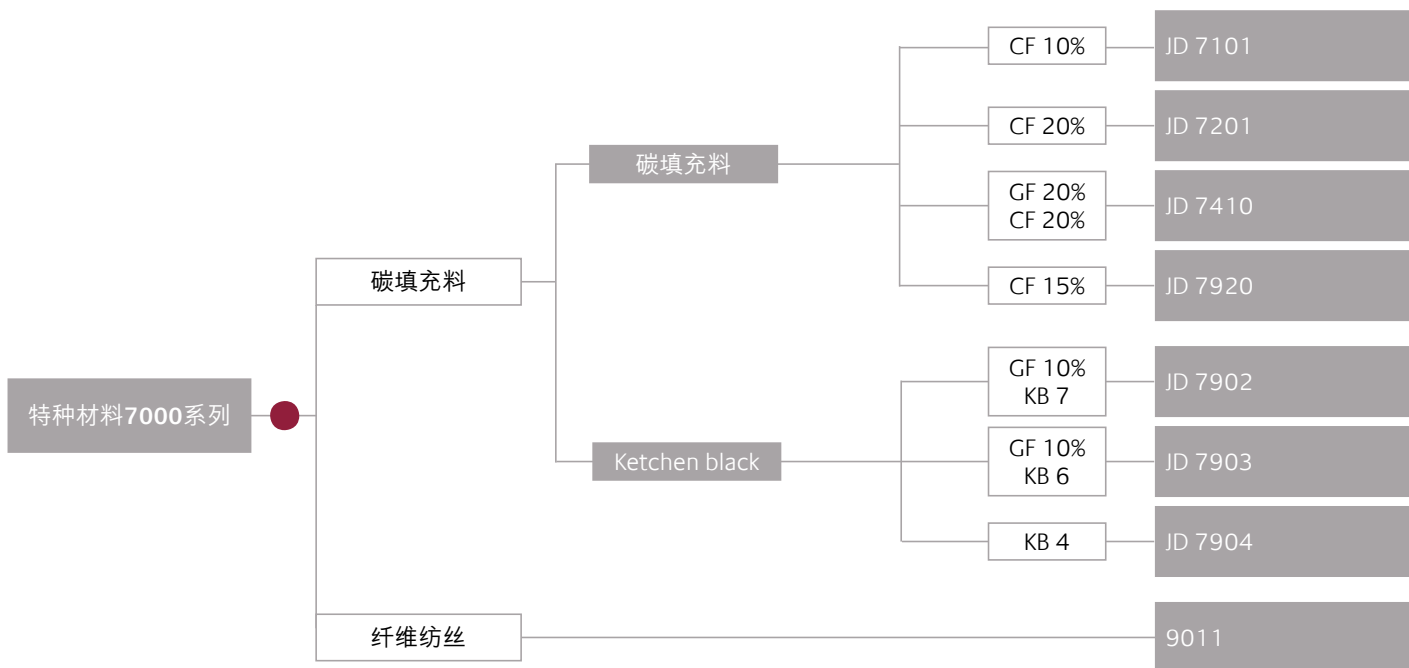 CF 10%
JD 7101
CF 20%
JD 7201
碳填充料
GF 20%
CF 20%
JD 7410
碳填充料
CF 15%
JD 7920
GF 10%
KB 7
JD 7902
特种材料7000系列
Ketchen black
GF 10%
KB 6
JD 7903
KB 4
JD 7904
纤维纺丝
9011